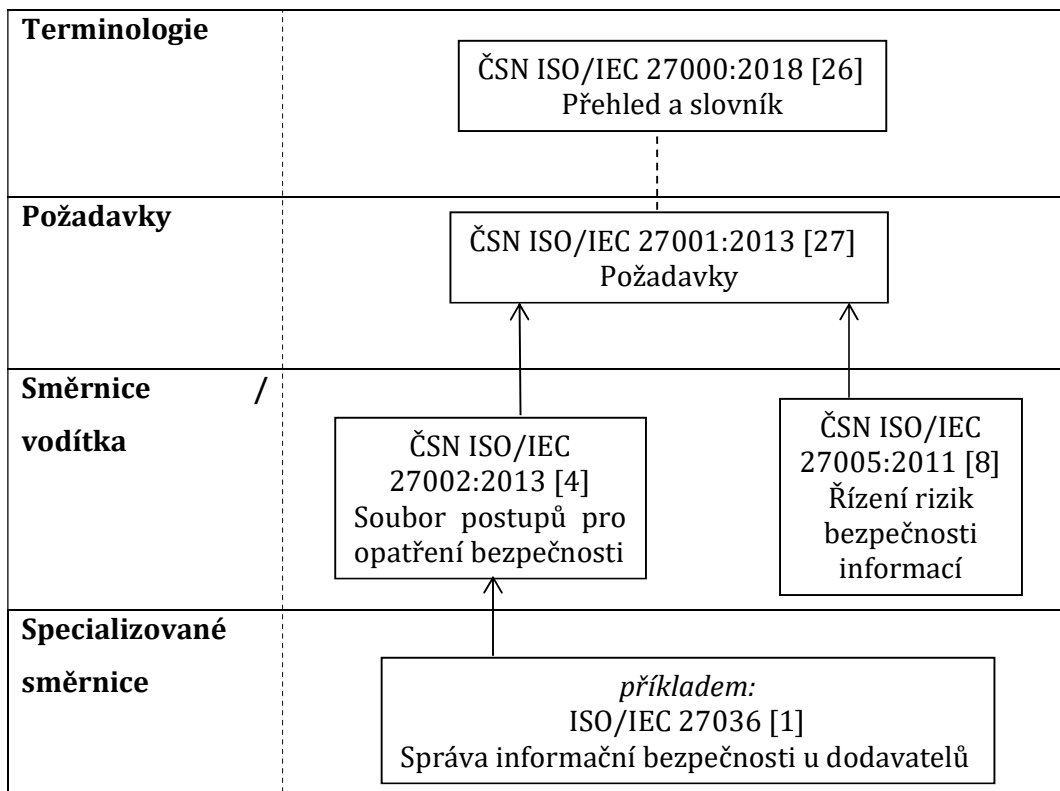 Terminologie
ČSN ISO/IEC 27000:2018 [26]
Přehled a slovník
Požadavky
ČSN ISO/IEC 27001:2013 [27]
Požadavky
Směrnice /
vodítka
ČSN ISO/IEC
27002:2013 [4]
Soubor postupů pro
opatření bezpečnosti
ČSN ISO/IEC
27005:2011 [8]
Řízení rizik
bezpečnosti
informací
Specializované
směrnice
příkladem:
ISO/IEC 27036 [1]
Správa informační bezpečnosti u dodavatelů